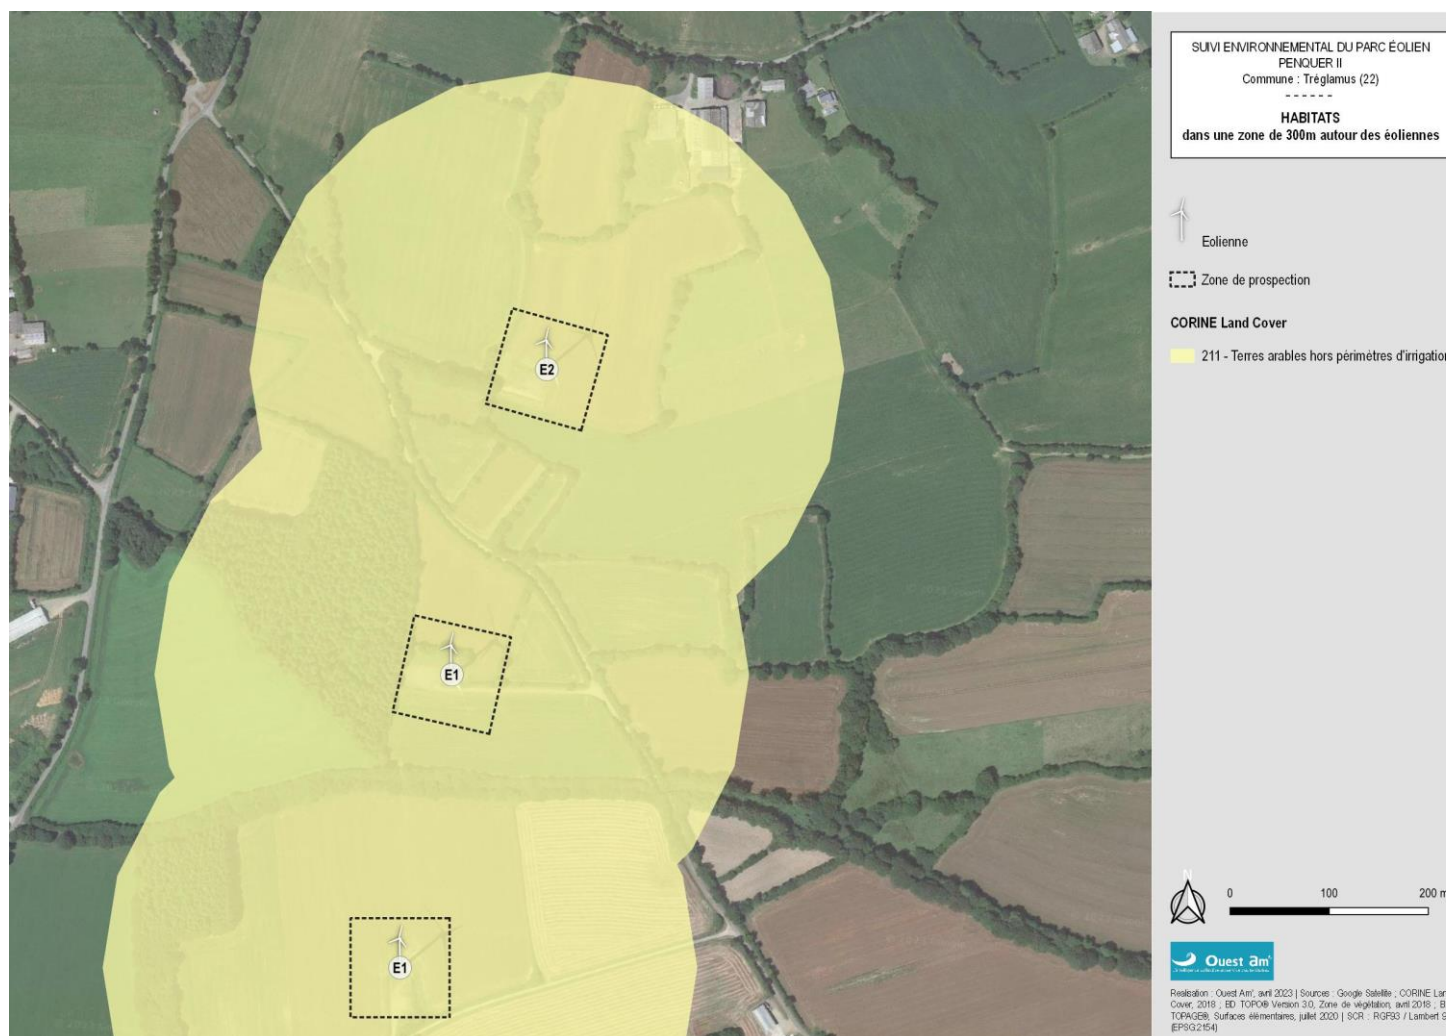 SUIVI ENVIRONNEMENTAL DU PARC ÉOLIEN
PENQUER II
Commune : Tréglamus (22)
------
HABITATS
dans une zone de 300m autour des éoliennes
Eolienne
Zone de prospection
CORINE Land Cover
211 - Terres arables hors périmètres d'irrigation
E2
E1
E1
N
0 100 200 m
Ouest am'
Réalisation : Ouest Am', avril 2023 | Sources : Google Satellite ; CORINE Lan
Cover, 2018 ; BD TOPO® Version 3.0, Zone de végétation, avril 2018 ; B
TOPAGE®, Surfaces élémentaires, juillet 2020 | SCR : RGF93 / Lambert 9
(EPSG:2154)